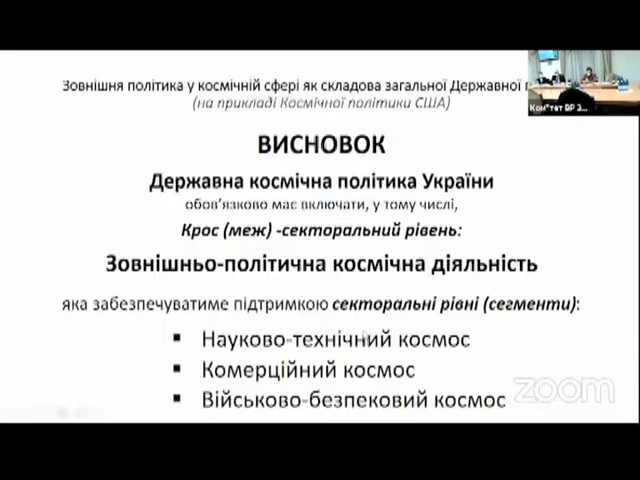 Зовнішня політика у космічній сфері як складова загальної Державної
(на прикладі Космічної політики США)
Комітет ВР З...
ВИСНОВОК
Державна космічна політика України
обов'язково має включати, у тому числі,
Крос (меж) -секторальний рівень:
Зовнішньо-політична космічна діяльність
яка забезпечуватиме підтримкою секторальні рівні (сегменти):
▪ Науково-технічний космос
▪ Комерційний космос
▪ Військово-безпековий космос
zoom